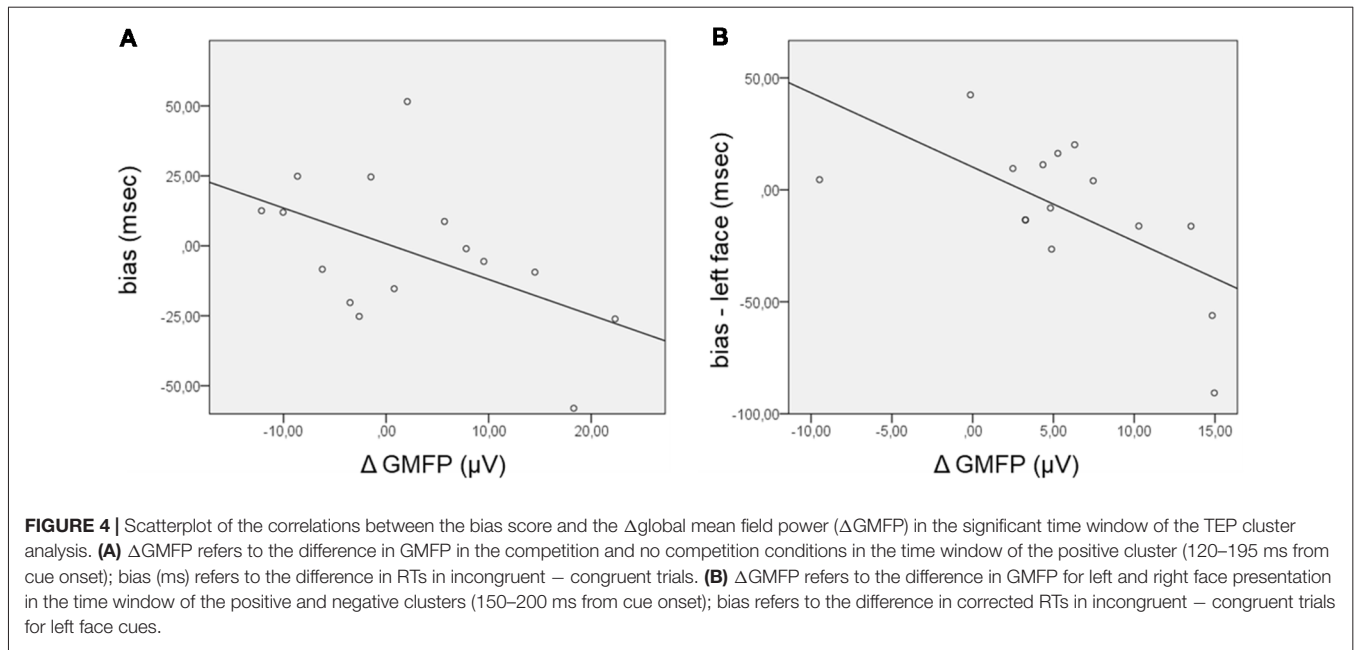 A
B
50,00
25,00
,00
-25,00
-50,00
bias (msec)
-10,00 ,00 10,00 20,00
Δ GMFP (µV)
50,00
,00
-50,00
-100,00
bias - left face (msec)
-10,00 -5,00 ,00 5,00 10,00 15,00
Δ GMFP (µV)
FIGURE 4 | Scatterplot of the correlations between the bias score and the Δglobal mean field power (ΔGMFP) in the significant time window of the TEP cluster
analysis. (A) ΔGMFP refers to the difference in GMFP in the competition and no competition conditions in the time window of the positive cluster (120–195 ms from
cue onset); bias (ms) refers to the difference in RTs in incongruent − congruent trials. (B) ΔGMFP refers to the difference in GMFP for left and right face presentation
in the time window of the positive and negative clusters (150–200 ms from cue onset); bias refers to the difference in corrected RTs in incongruent − congruent trials
for left face cues.